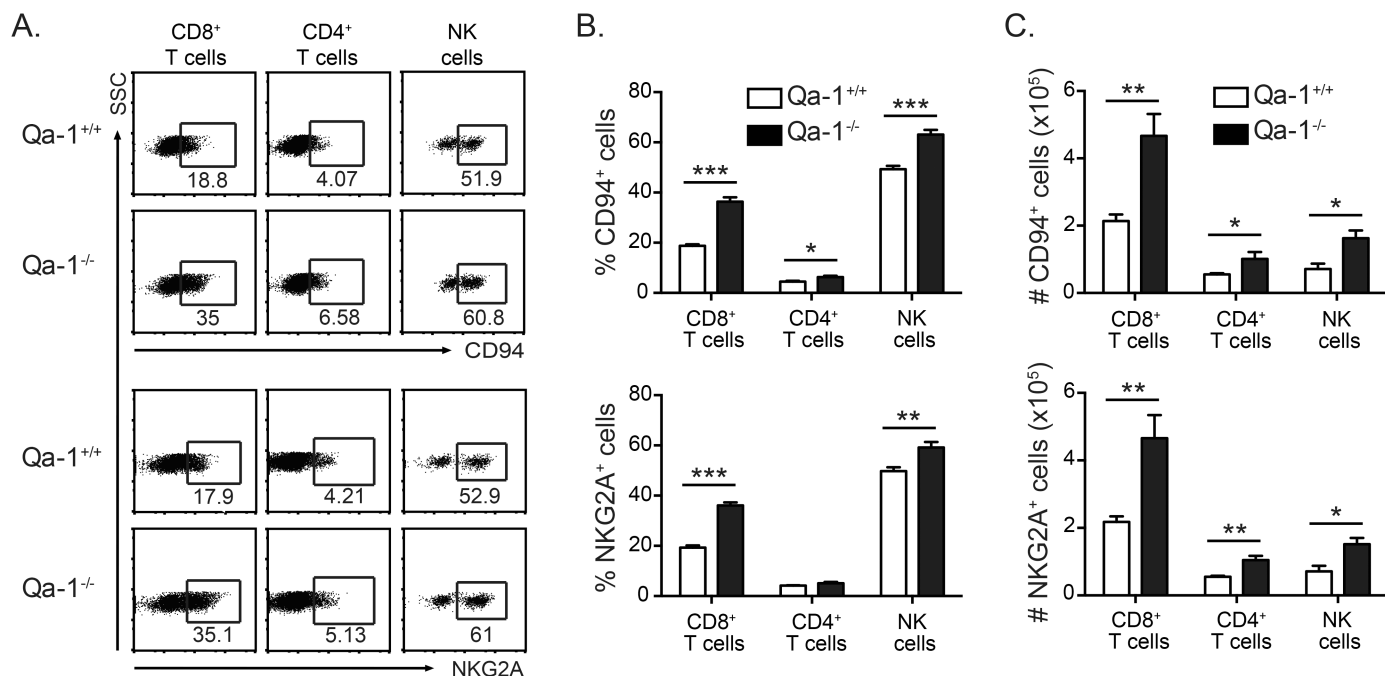 A.
CD8⁺
T cells
CD4⁺
T cells
NK
cells
SSC
Qa-1⁺/⁺
18.8
4.07
51.9
Qa-1⁻/⁻
35
6.58
60.8
CD94
Qa-1⁺/⁺
17.9
4.21
52.9
Qa-1⁻/⁻
35.1
5.13
61
NKG2A
B.
% CD94⁺ cells
80
60
40
20
0
Qa-1⁺/⁺
Qa-1⁻/⁻
***
*
***
CD8⁺
T cells
CD4⁺
T cells
NK
cells
% NKG2A⁺ cells
80
60
40
20
0
***
**
CD8⁺
T cells
CD4⁺
T cells
NK
cells
C.
# CD94⁺ cells (x10⁵)
6
4
2
0
Qa-1⁺/⁺
Qa-1⁻/⁻
**
*
*
CD8⁺
T cells
CD4⁺
T cells
NK
cells
# NKG2A⁺ cells (x10⁵)
6
4
2
0
**
**
*
CD8⁺
T cells
CD4⁺
T cells
NK
cells